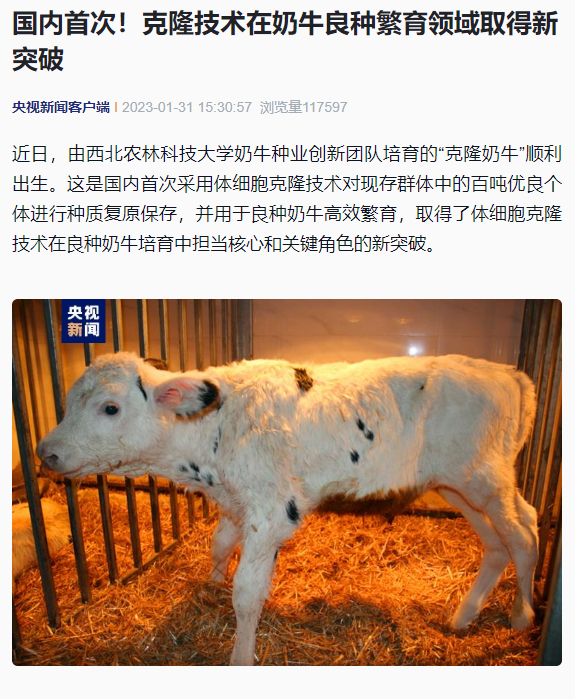 国内首次！克隆技术在奶牛良种繁育领域取得新
突破
央视新闻客户端 | 2023-01-31 15:30:57 浏览量117597
近日，由西北农林科技大学奶牛种业创新团队培育的“克隆奶牛”顺利
出生。这是国内首次采用体细胞克隆技术对现存群体中的百吨优良个
体进行种质复原保存，并用于良种奶牛高效繁育，取得了体细胞克隆
技术在良种奶牛培育中担当核心和关键角色的新突破。
央视
新闻